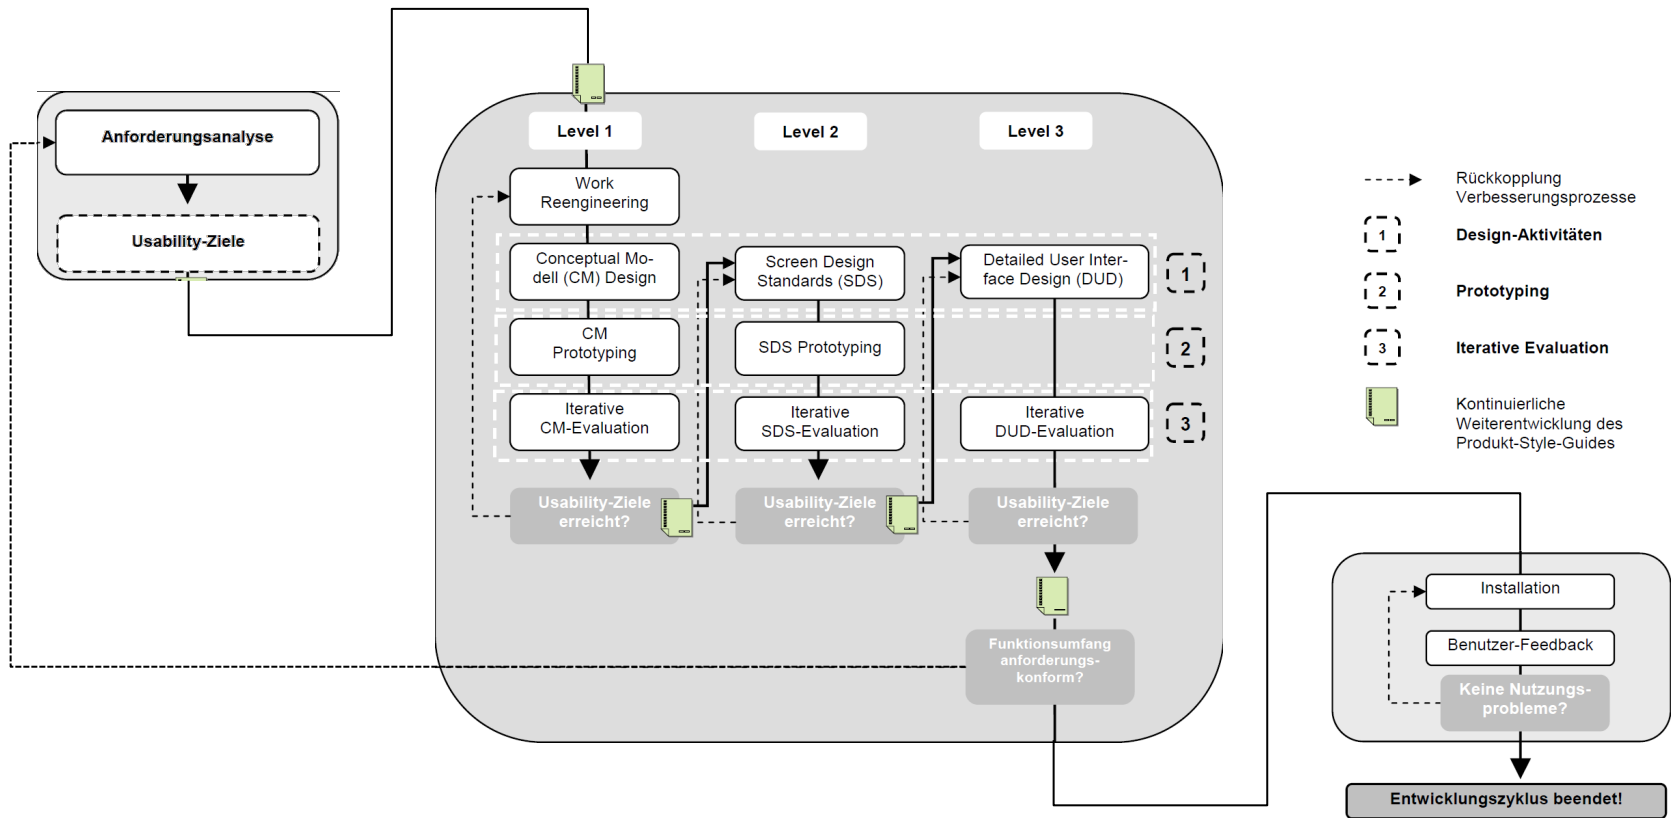 Anforderungsanalyse
Usability-Ziele
Level 1
Level 2
Level 3
Work
Reengineering
Conceptual Mo-
dell (CM) Design
Screen Design
Standards (SDS)
Detailed User Inter-
face Design (DUD)
1
CM
Prototyping
SDS Prototyping
2
Iterative
CM-Evaluation
Iterative
SDS-Evaluation
Iterative
DUD-Evaluation
3
Usability-Ziele
erreicht?
Usability-Ziele
erreicht?
Usability-Ziele
erreicht?
Funktionsumfang
anforderungs-
konform?
Rückkopplung
Verbesserungsprozesse
1
Design-Aktivitäten
2
Prototyping
3
Iterative Evaluation
Kontinuierliche
Weiterentwicklung des
Produkt-Style-Guides
Installation
Benutzer-Feedback
Keine Nutzungs-
probleme?
Entwicklungszyklus beendet!